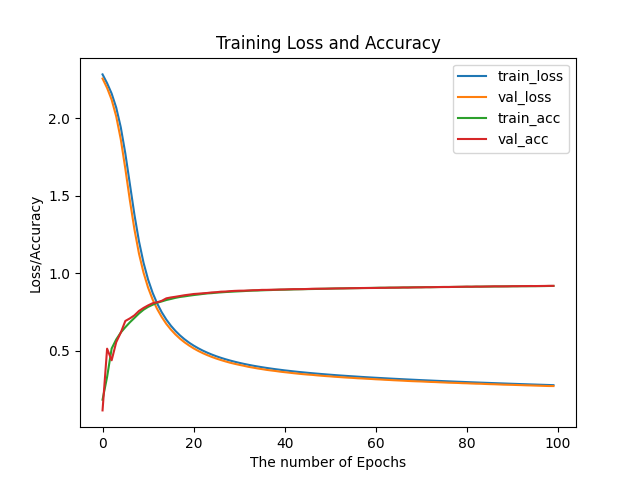 Training Loss and Accuracy
train_loss
val_loss
train_acc
val_acc
2.0
1.5
1.0
0.5
Loss/Accuracy
0 20 40 60 80 100
The number of Epochs